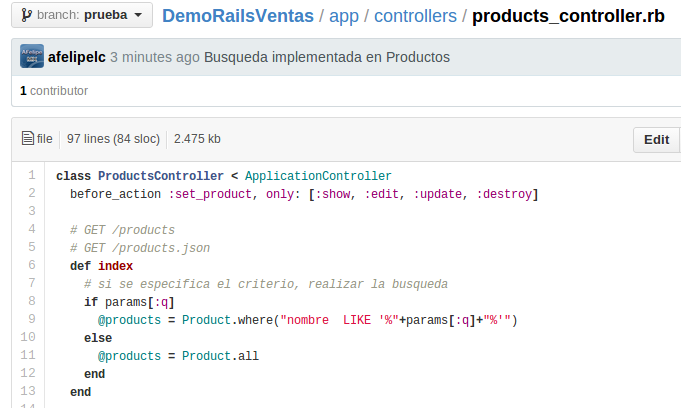 branch: prueba DemoRailsVentas / app / controllers / products_controller.rb
afelipelc 3 minutes ago Busqueda implementada en Productos
1 contributor
file 97 lines (84 sloc) 2.475 kb Edit
1 class ProductsController < ApplicationController
2   before_action :set_product, only: [:show, :edit, :update, :destroy]
3
4   # GET /products
5   # GET /products.json
6   def index
7     # si se especifica el criterio, realizar la busqueda
8     if params[:q]
9       @products = Product.where("nombre  LIKE '%"+params[:q]+"%'")
10     else
11       @products = Product.all
12     end
13   end